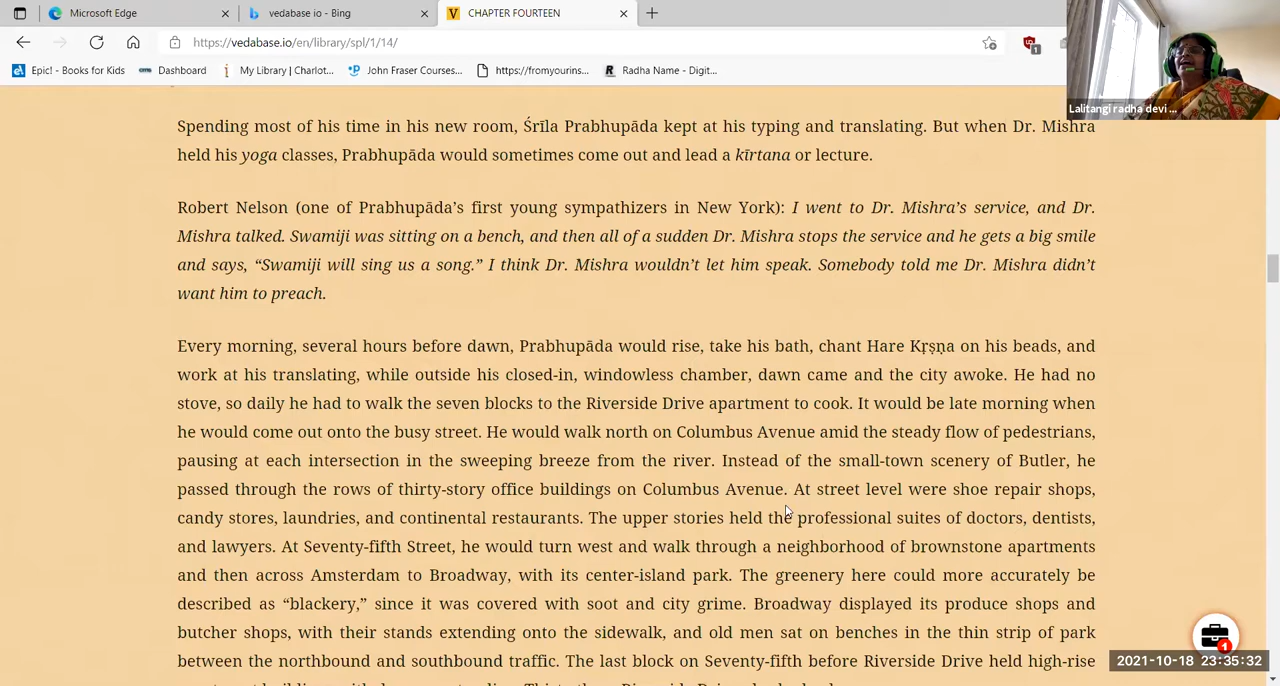 Microsoft Edge
vedabase io - Bing
CHAPTER FOURTEEN
https://vedabase.io/en/library/spl/1/14/
Epic! - Books for Kids
Dashboard
My Library | Charlot...
John Fraser Courses...
https://fromyourins...
Radha Name - Digit...
Lalitangi radha devi ...
Spending most of his time in his new room, Śrīla Prabhupāda kept at his typing and translating. But when Dr. Mishra
held his yoga classes, Prabhupāda would sometimes come out and lead a kīrtana or lecture.
Robert Nelson (one of Prabhupāda’s first young sympathizers in New York): I went to Dr. Mishra’s service, and Dr.
Mishra talked. Swamiji was sitting on a bench, and then all of a sudden Dr. Mishra stops the service and he gets a big smile
and says, “Swamiji will sing us a song.” I think Dr. Mishra wouldn’t let him speak. Somebody told me Dr. Mishra didn’t
want him to preach.
Every morning, several hours before dawn, Prabhupāda would rise, take his bath, chant Hare Kṛṣṇa on his beads, and
work at his translating, while outside his closed-in, windowless chamber, dawn came and the city awoke. He had no
stove, so daily he had to walk the seven blocks to the Riverside Drive apartment to cook. It would be late morning when
he would come out onto the busy street. He would walk north on Columbus Avenue amid the steady flow of pedestrians,
pausing at each intersection in the sweeping breeze from the river. Instead of the small-town scenery of Butler, he
passed through the rows of thirty-story office buildings on Columbus Avenue. At street level were shoe repair shops,
candy stores, laundries, and continental restaurants. The upper stories held the professional suites of doctors, dentists,
and lawyers. At Seventy-fifth Street, he would turn west and walk through a neighborhood of brownstone apartments
and then across Amsterdam to Broadway, with its center-island park. The greenery here could more accurately be
described as “blackery,” since it was covered with soot and city grime. Broadway displayed its produce shops and
butcher shops, with their stands extending onto the sidewalk, and old men sat on benches in the thin strip of park
between the northbound and southbound traffic. The last block on Seventy-fifth before Riverside Drive held high-rise
1
1
2021-10-18 23:35:32